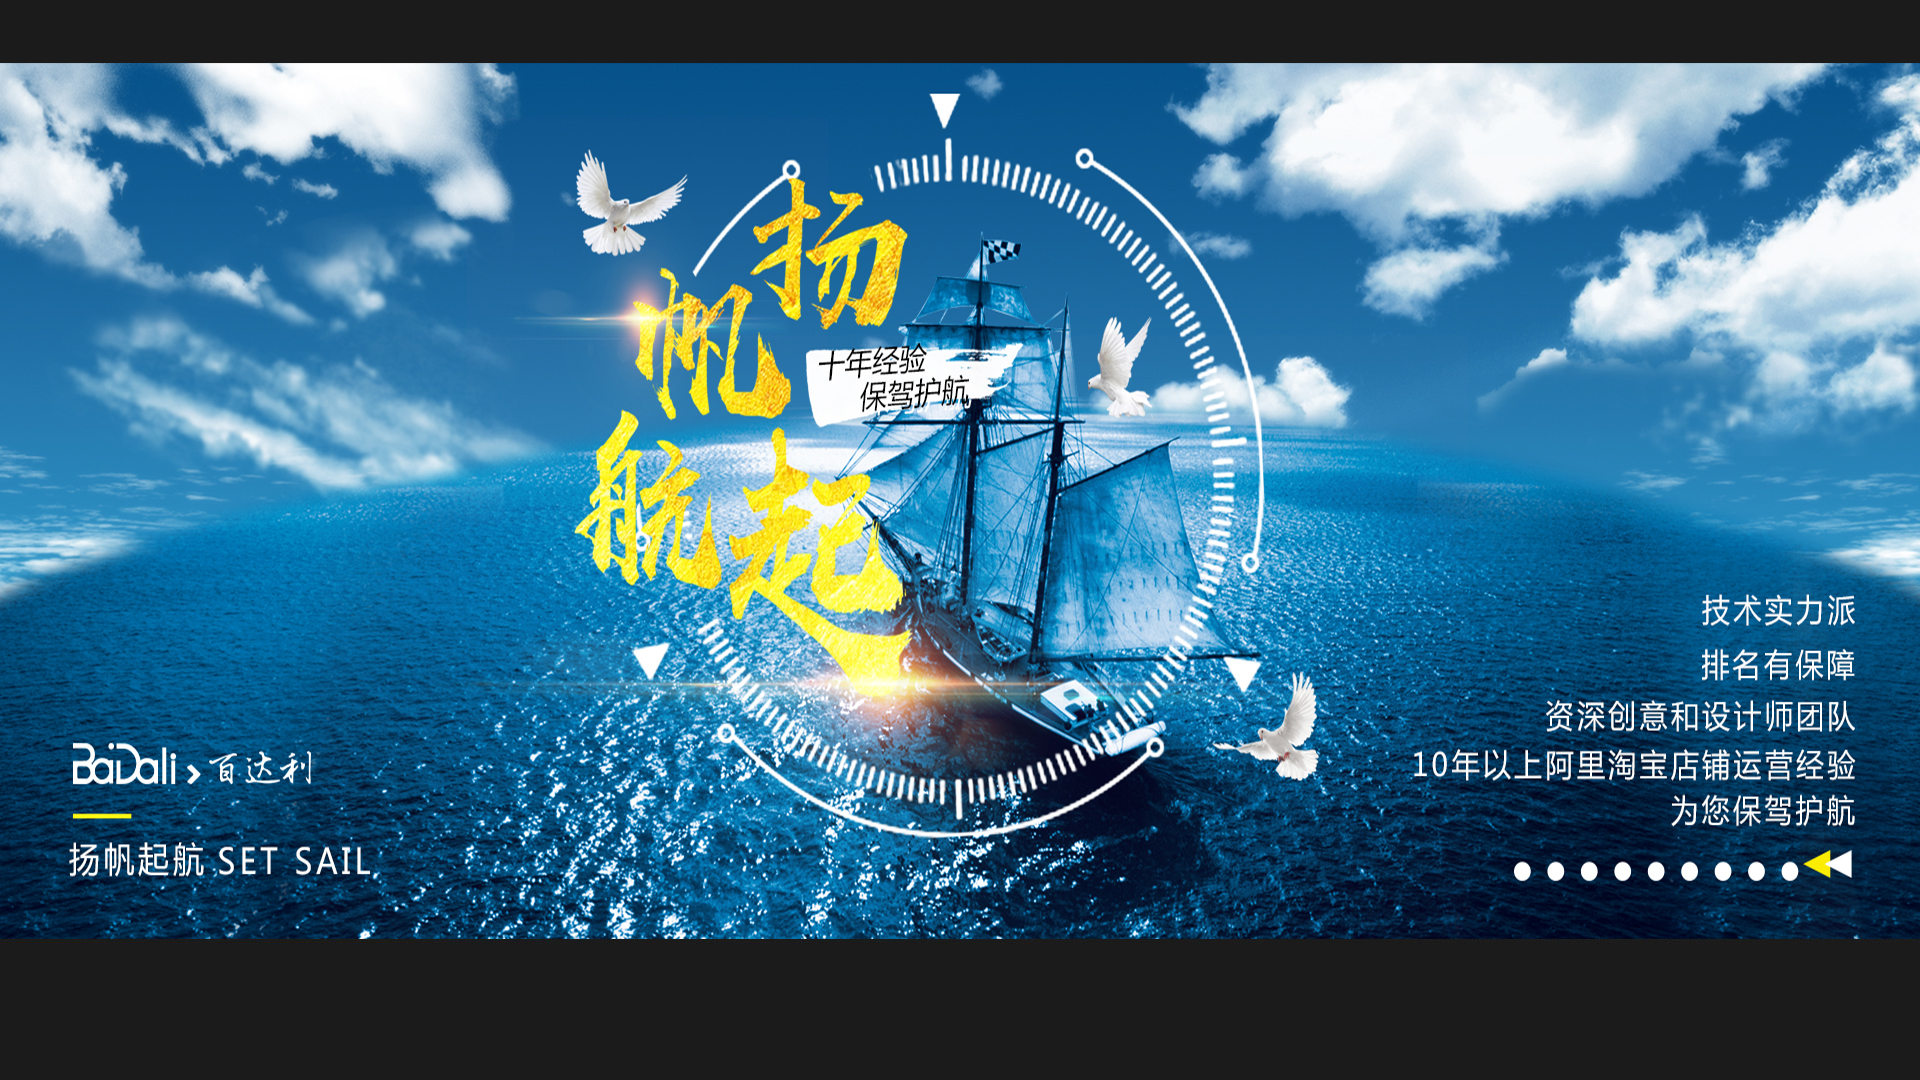 扬帆起航
十年经验
保驾护航
BaiDali > 百达利
扬帆起航 SET SAIL
技术实力派
排名有保障
资深创意和设计师团队
10年以上阿里淘宝店铺运营经验
为您保驾护航